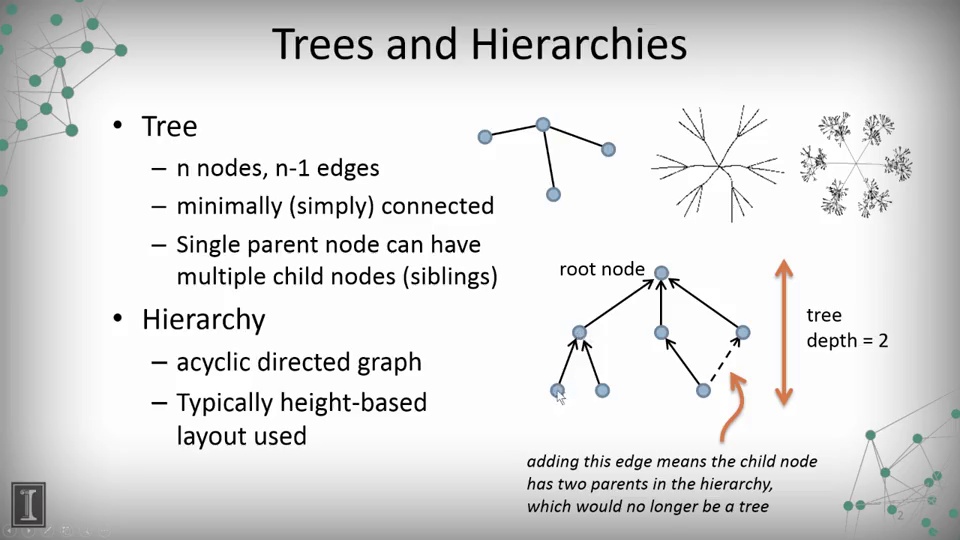 Trees and Hierarchies
• Tree
– n nodes, n-1 edges
– minimally (simply) connected
– Single parent node can have
multiple child nodes (siblings)
• Hierarchy
– acyclic directed graph
– Typically height-based
layout used
root node
tree
depth = 2
adding this edge means the child node
has two parents in the hierarchy,
which would no longer be a tree
I
2